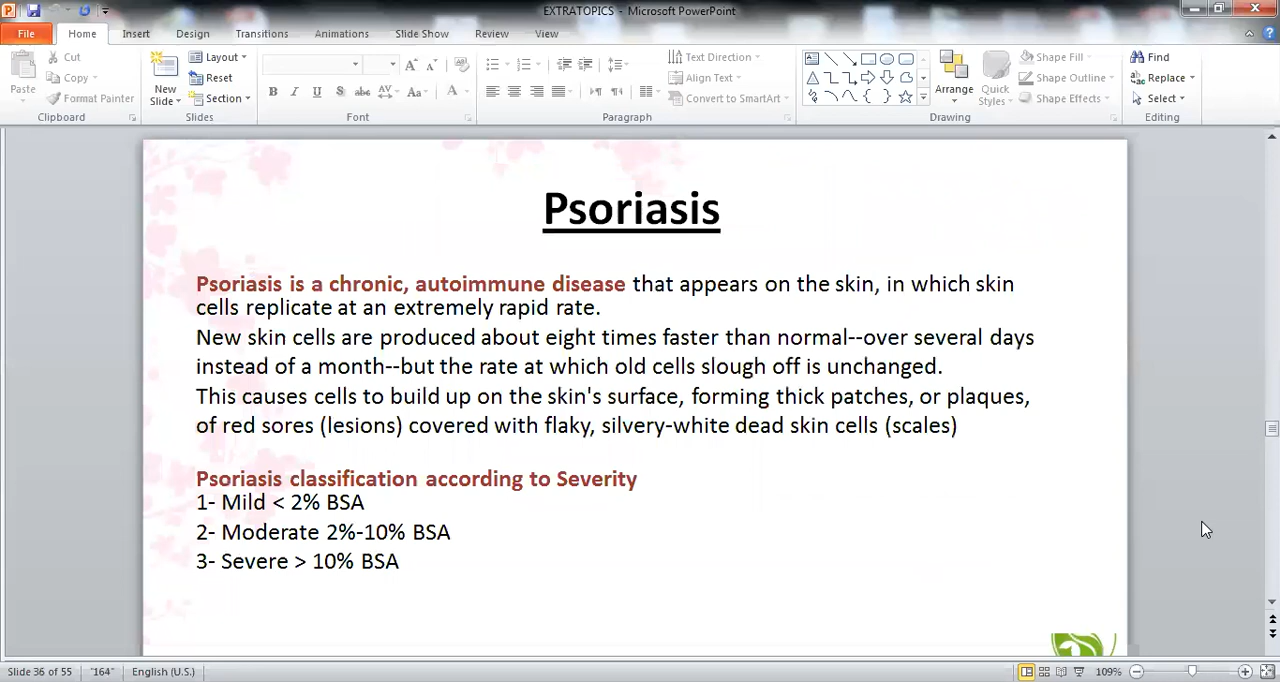 EXTRATOPICS - Microsoft PowerPoint
File Home Insert Design Transitions Animations Slide Show Review View
Cut Layout Text Direction Shape Fill Find
Copy Reset Align Text Shape Outline Replace
Paste Format Painter New Slide Section Convert to SmartArt Arrange Quick Styles Shape Effects Select
Clipboard Slides Font Paragraph Drawing Editing
Psoriasis
Psoriasis is a chronic, autoimmune disease that appears on the skin, in which skin
cells replicate at an extremely rapid rate.
New skin cells are produced about eight times faster than normal--over several days
instead of a month--but the rate at which old cells slough off is unchanged.
This causes cells to build up on the skin's surface, forming thick patches, or plaques,
of red sores (lesions) covered with flaky, silvery-white dead skin cells (scales)
Psoriasis classification according to Severity
1- Mild < 2% BSA
2- Moderate 2%-10% BSA
3- Severe > 10% BSA
Slide 36 of 55 "164" English (U.S.) 109%